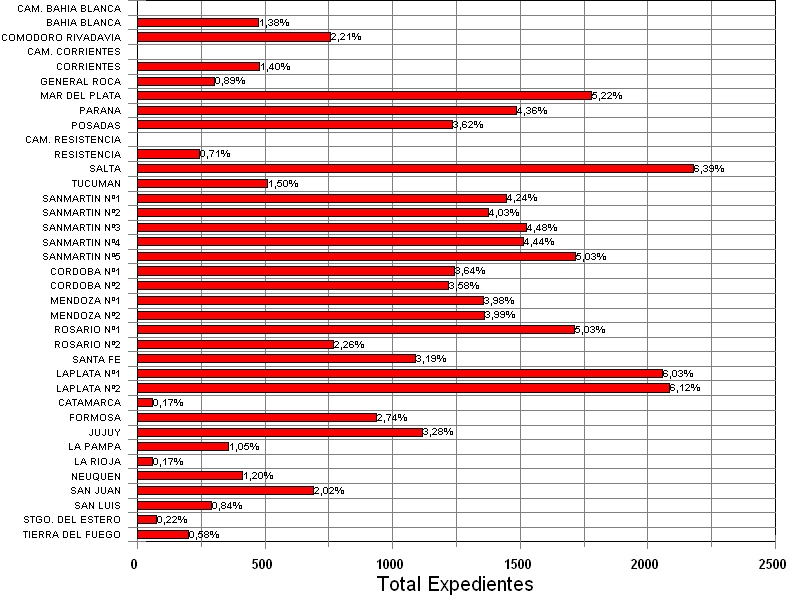 CAM. BAHIA BLANCA
BAHIA BLANCA 1,38%
COMODORO RIVADAVIA 2,21%
CAM. CORRIENTES
CORRIENTES 1,40%
GENERAL ROCA 0,89%
MAR DEL PLATA 5,22%
PARANA 4,36%
POSADAS 3,62%
CAM. RESISTENCIA
RESISTENCIA 0,71%
SALTA 6,39%
TUCUMAN 1,50%
SANMARTIN Nº1 4,24%
SANMARTIN Nº2 4,03%
SANMARTIN Nº3 4,48%
SANMARTIN Nº4 4,44%
SANMARTIN Nº5 5,03%
CORDOBA Nº1 3,64%
CORDOBA Nº2 3,58%
MENDOZA Nº1 3,98%
MENDOZA Nº2 3,99%
ROSARIO Nº1 5,03%
ROSARIO Nº2 2,26%
SANTA FE 3,19%
LAPLATA Nº1 6,03%
LAPLATA Nº2 6,12%
CATAMARCA 0,17%
FORMOSA 2,74%
JUJUY 3,28%
LA PAMPA 1,05%
LA RIOJA 0,17%
NEUQUEN 1,20%
SAN JUAN 2,02%
SAN LUIS 0,84%
STGO. DEL ESTERO 0,22%
TIERRA DEL FUEGO 0,58%
0 500 1000 1500 2000 2500
Total Expedientes